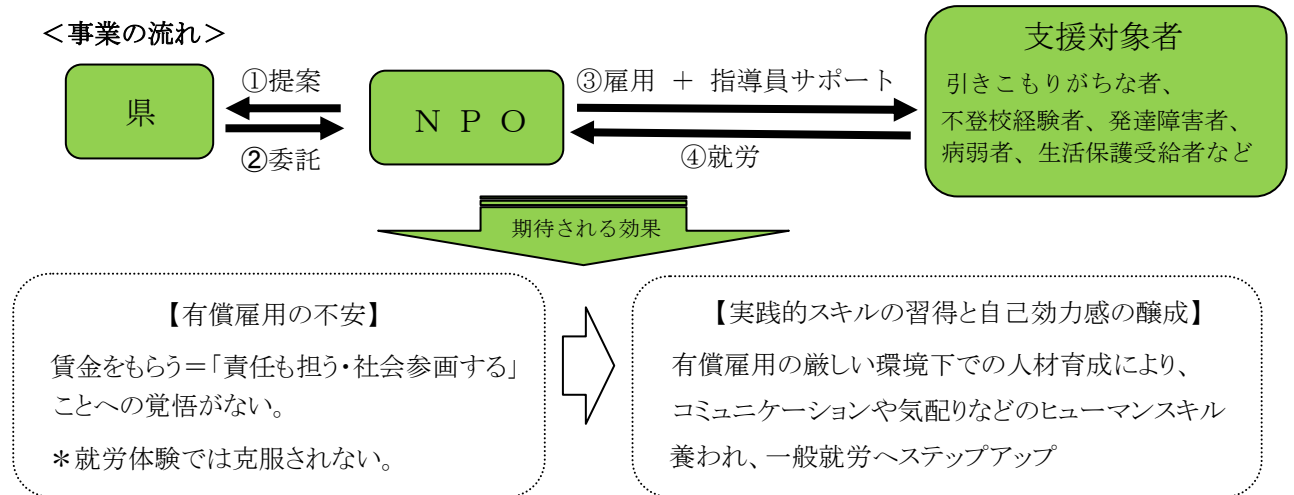 ＜事業の流れ＞
県
①提案
②委託
ＮＰＯ
③雇用 ＋ 指導員サポート
④就労
支援対象者
引きこもりがちな者、
不登校経験者、発達障害者、
病弱者、生活保護受給者など
期待される効果
【有償雇用の不安】
賃金をもらう＝「責任も担う・社会参画する」
ことへの覚悟がない。
＊就労体験では克服されない。
【実践的スキルの習得と自己効力感の醸成】
有償雇用の厳しい環境下での人材育成により、
コミュニケーションや気配りなどのヒューマンスキル
養われ、一般就労へステップアップ